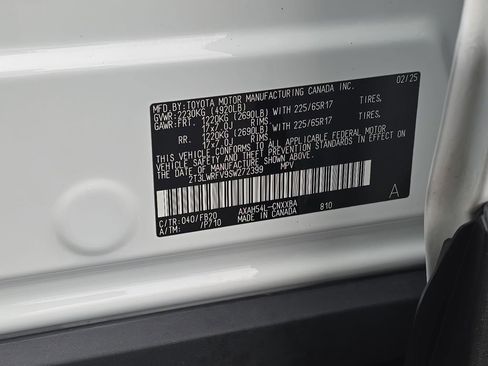 MFD.BY:TOYOTA MOTOR MANUFACTURING CANADA INC. 02/25
GVWR:2230KG (4920LB)
GAWR:FRT. 1220KG (2690LB) WITH 225/65R17 TIRES,
17x7.0J RIMS
RR. 1220KG (2690LB) WITH 225/65R17 TIRES,
17x7.0J RIMS
THIS VEHICLE CONFORMS TO ALL APPLICABLE FEDERAL MOTOR
VEHICLE SAFETY AND THEFT PREVENTION STANDARDS IN EFFECT
ON THE DATE OF MANUFACTURE SHOWN ABOVE.
2T3LWRFV9SW272399 MPV
C/TR:040/FB20 AXAH54L-CNXXBA A
A/TM: /P/10 MADE IN CANADA 810